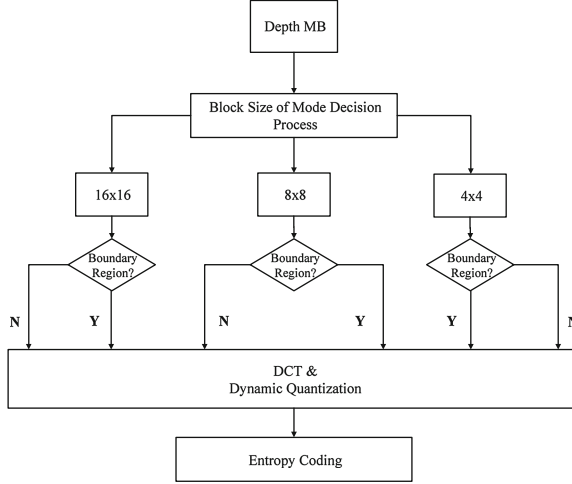 Depth MB
Block Size of Mode Decision
Process
16x16
8x8
4x4
Boundary
Region?
Boundary
Region?
Boundary
Region?
N
Y
N
Y
Y
N
DCT &
Dynamic Quantization
Entropy Coding